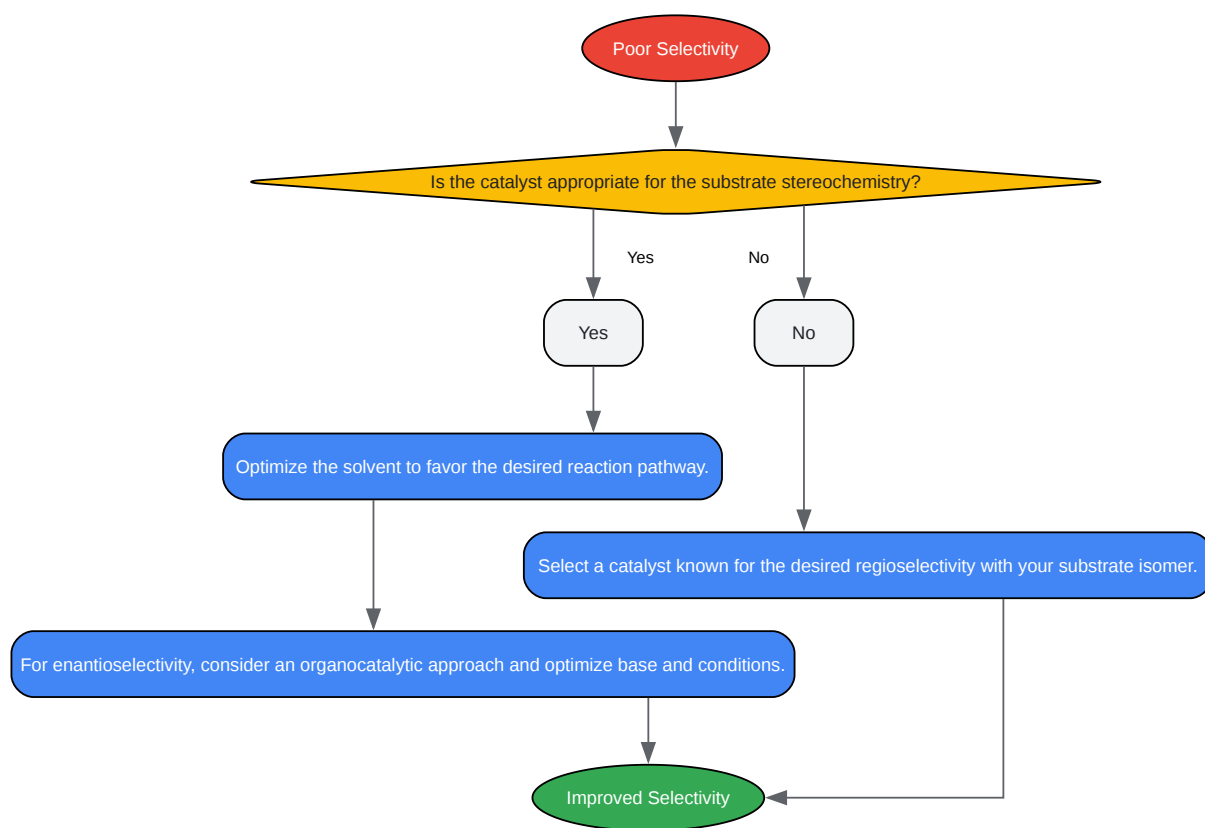 Poor Selectivity
Is the catalyst appropriate for the substrate stereochemistry?
Yes
No
Yes
No
Optimize the solvent to favor the desired reaction pathway.
Select a catalyst known for the desired regioselectivity with your substrate isomer.
For enantioselectivity, consider an organocatalytic approach and optimize base and conditions.
Improved Selectivity